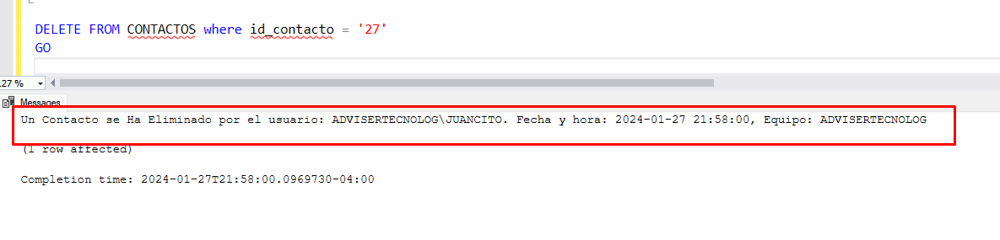 DELETE FROM CONTACTOS where id_contacto = '27'
GO
127 %
Messages
Un Contacto se Ha Eliminado por el usuario: ADVISERTECNOLOG\JUANCITO. Fecha y hora: 2024-01-27 21:58:00, Equipo: ADVISERTECNOLOG
(1 row affected)
Completion time: 2024-01-27T21:58:00.0969730-04:00